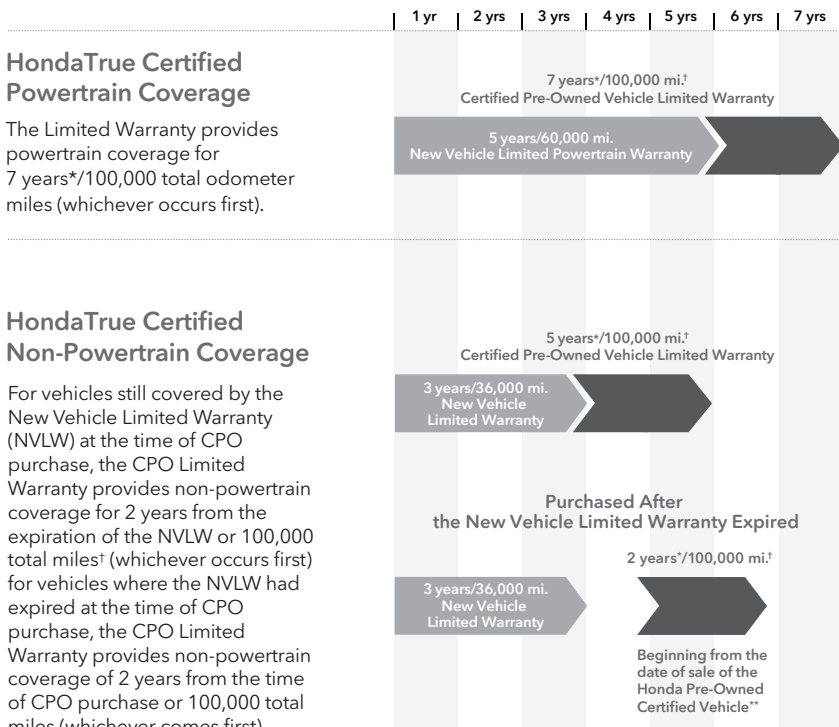 1 yr 2 yrs 3 yrs 4 yrs 5 yrs 6 yrs 7 yrs
HondaTrue Certified
Powertrain Coverage
The Limited Warranty provides
powertrain coverage for
7 years*/100,000 total odometer
miles (whichever occurs first).
7 years*/100,000 mi.†
Certified Pre-Owned Vehicle Limited Warranty
5 years/60,000 mi.
New Vehicle Limited Powertrain Warranty
HondaTrue Certified
Non-Powertrain Coverage
For vehicles still covered by the
New Vehicle Limited Warranty
(NVLW) at the time of CPO
purchase, the CPO Limited
Warranty provides non-powertrain
coverage for 2 years from the
expiration of the NVLW or 100,000
total miles† (whichever occurs first)
for vehicles where the NVLW had
expired at the time of CPO
purchase, the CPO Limited
Warranty provides non-powertrain
coverage of 2 years from the time
of CPO purchase or 100,000 total
miles (whichever comes first)
5 years*/100,000 mi.†
Certified Pre-Owned Vehicle Limited Warranty
3 years/36,000 mi.
New Vehicle
Limited Warranty
Purchased After
the New Vehicle Limited Warranty Expired
2 years*/100,000 mi.†
3 years/36,000 mi.
New Vehicle
Limited Warranty
Beginning from the
date of sale of the
Honda Pre-Owned
Certified Vehicle**